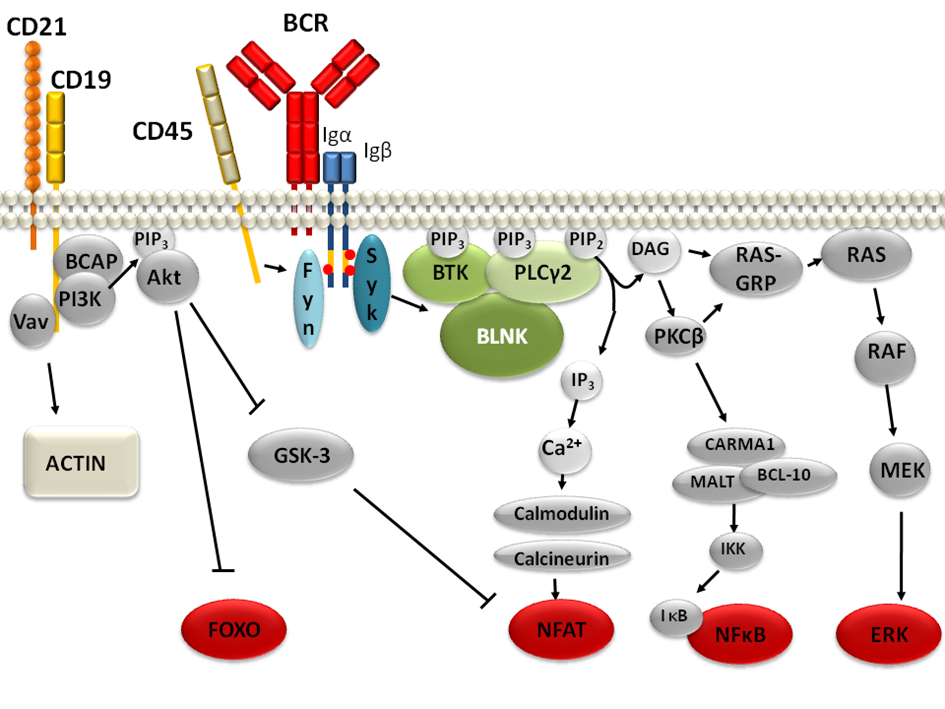 CD21
BCR
CD19
CD45
Igα
Igβ
PIP3
PIP3
PIP3
PIP2
DAG
RAS-
GRP
RAS
BCAP
Akt
PI3K
Vav
F
y
n
S
y
k
BTK
PLCγ2
BLNK
PKCβ
RAF
IP3
Ca2+
CARMA1
MALT
BCL-10
MEK
ACTIN
GSK-3
Calmodulin
Calcineurin
IKK
IκB
FOXO
NFAT
NFκB
ERK